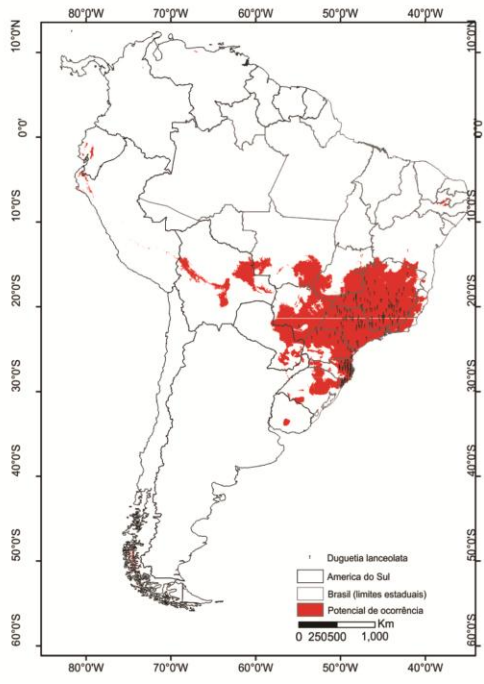 80°0'W 70°0'W 60°0'W 50°0'W 40°0'W
10°0'N 10°0'N
0°0' 0°0'
10°0'S 10°0'S
20°0'S 20°0'S
30°0'S 30°0'S
40°0'S 40°0'S
50°0'S 50°0'S
60°0'S 60°0'S
Duguetia lanceolata
America do Sul
Brasil (limites estaduais)
Potencial de ocorrência
Km
0 250500 1,000
80°0'W 70°0'W 60°0'W 50°0'W 40°0'W